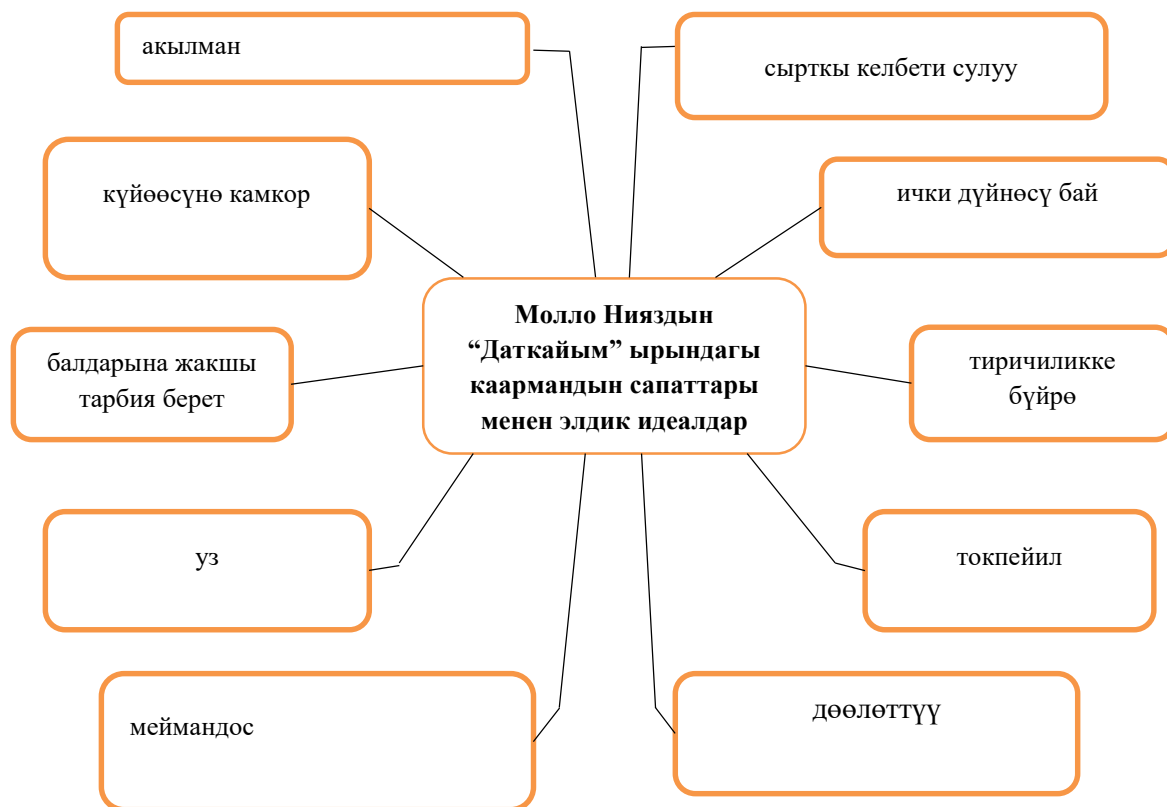 акылман
сырткы келбети сулуу
күйөөсүнө камкор
ички дүйнөсү бай
Молло Нияздын
“Даткайым” ырындагы
каармандын сапаттары
менен элдик идеалдар
балдарына жакшы
тарбия берет
тиричиликке
бүйрө
уз
токпейил
меймандос
дөөлөттүү